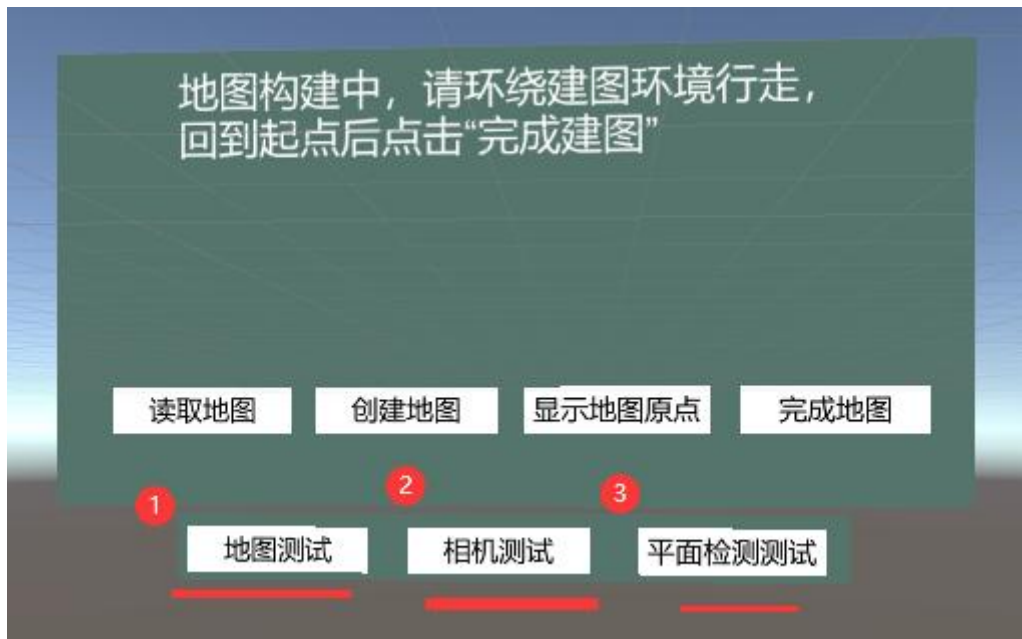 地图构建中，请环绕建图环境行走，
回到起点后点击“完成建图”
读取地图 创建地图 显示地图原点 完成地图
1 2 3
地图测试 相机测试 平面检测测试